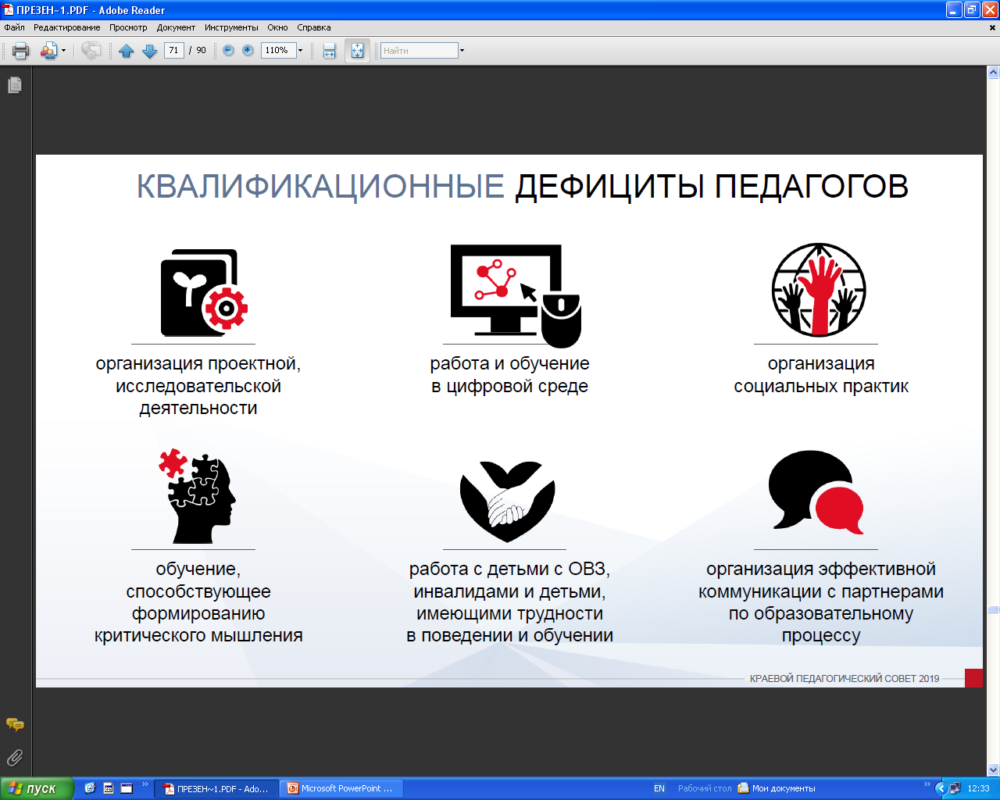 ПРЕЗЕН~1.PDF - Adobe Reader
Файл Редактирование Просмотр Документ Инструменты Окно Справка
71 / 90 110% Найти
КВАЛИФИКАЦИОННЫЕ ДЕФИЦИТЫ ПЕДАГОГОВ
организация проектной,
исследовательской
деятельности
работа и обучение
в цифровой среде
организация
социальных практик
обучение,
способствующее
формированию
критического мышления
работа с детьми с ОВЗ,
инвалидами и детьми,
имеющими трудности
в поведении и обучении
организация эффективной
коммуникации с партнерами
по образовательному
процессу
КРАЕВОЙ ПЕДАГОГИЧЕСКИЙ СОВЕТ 2019
пуск ПРЕЗЕН~1.PDF - Ado... Microsoft PowerPoint ... EN Рабочий стол Мои документы 12:33